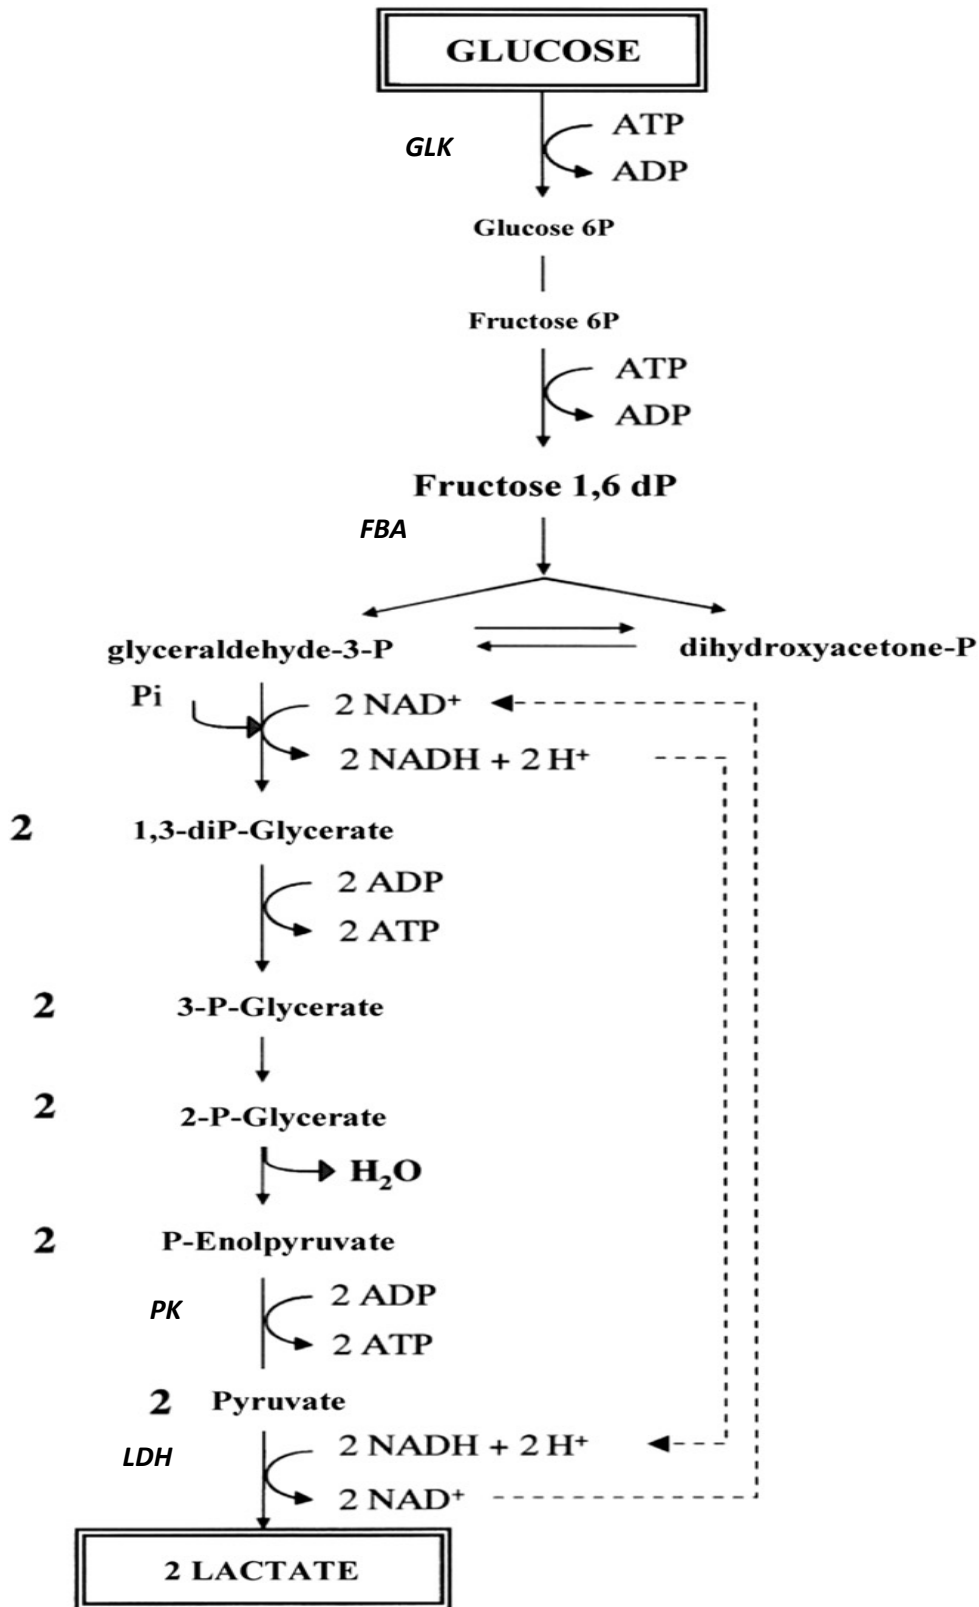 GLUCOSE
GLK
ATP
ADP
Glucose 6P
Fructose 6P
ATP
ADP
Fructose 1,6 dP
FBA
glyceraldehyde-3-P
dihydroxyacetone-P
Pi
2 NAD⁺
2 NADH + 2 H⁺
2 1,3-diP-Glycerate
2 ADP
2 ATP
2 3-P-Glycerate
2 2-P-Glycerate
H₂O
2 P-Enolpyruvate
PK
2 ADP
2 ATP
2 Pyruvate
LDH
2 NADH + 2 H⁺
2 NAD⁺
2 LACTATE